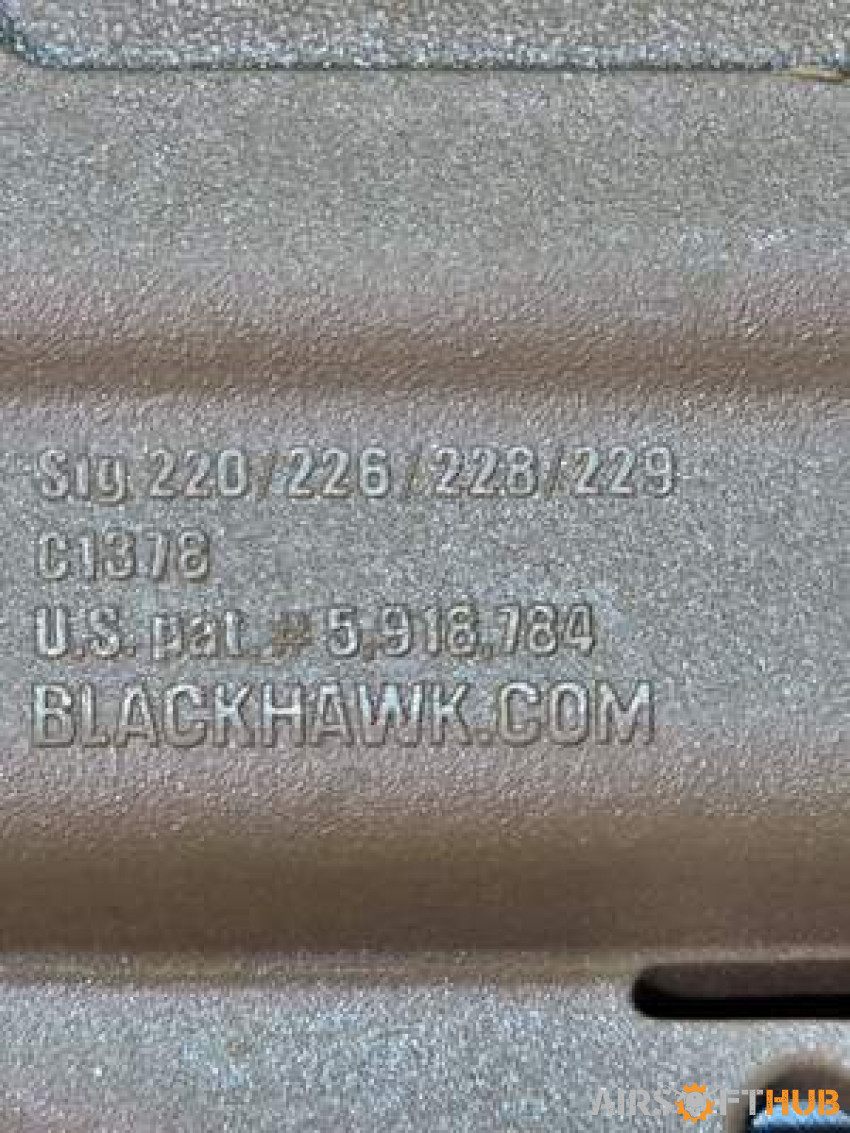 Sig 220/226/228/229
C1378
U.S. pat. # 5,918,784
BLACKHAWK.COM
AIRSOFTHUB